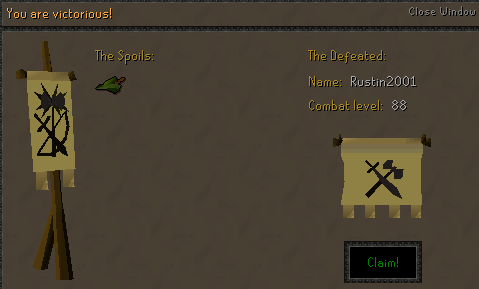 You are victorious!
Close Window
The Spoils:
The Defeated:
Name: Rustin2001
Combat level: 88
Claim!